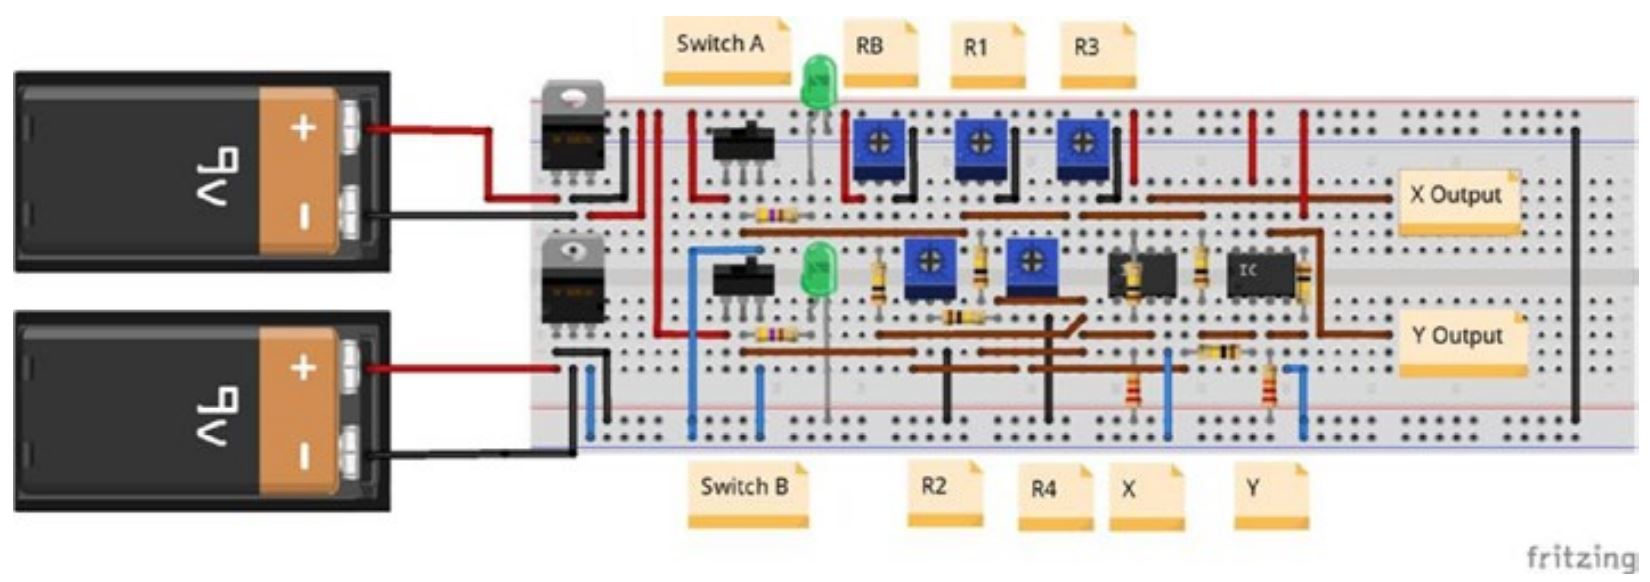 Switch A
RB
R1
R3
+
9V
-
X Output
IC
+
9V
-
Y Output
Switch B
R2
R4
X
Y
fritzing